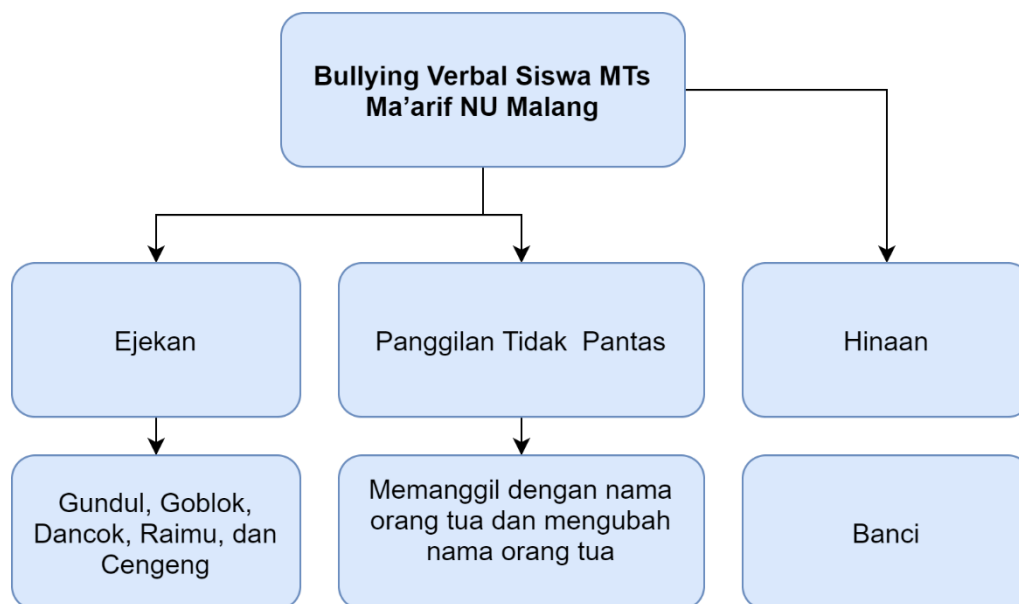 Bullying Verbal Siswa MTs
Ma’arif NU Malang
Ejekan
Panggilan Tidak Pantas
Hinaan
Gundul, Goblok,
Dancok, Raimu, dan
Cengeng
Memanggil dengan nama
orang tua dan mengubah
nama orang tua
Banci